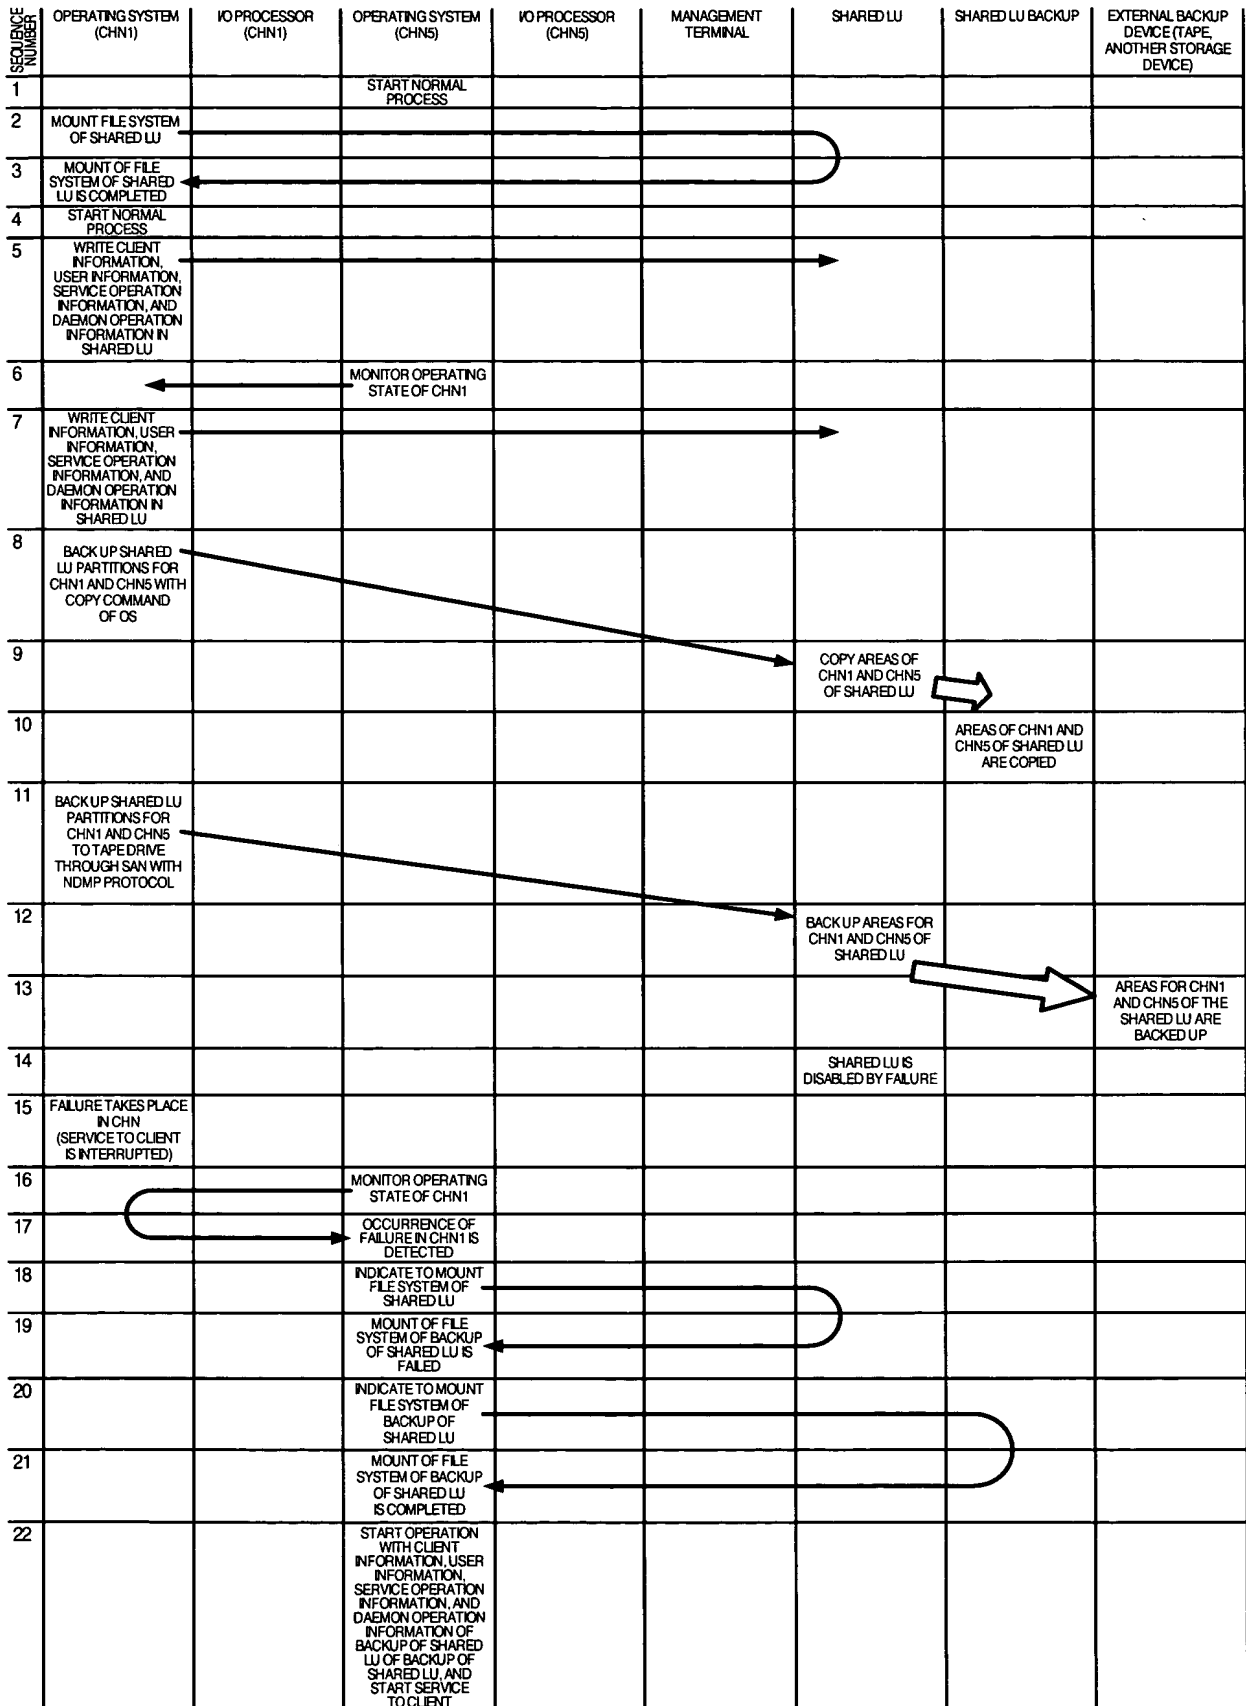 SEQUENCE
NUMBER
OPERATING SYSTEM
(CHN1)
I/O PROCESSOR
(CHN1)
OPERATING SYSTEM
(CHN5)
I/O PROCESSOR
(CHN5)
MANAGEMENT
TERMINAL
SHARED LU
SHARED LU BACKUP
EXTERNAL BACKUP
DEVICE (TAPE,
ANOTHER STORAGE
DEVICE)
1
START NORMAL
PROCESS
2
MOUNT FILE SYSTEM
OF SHARED LU
3
MOUNT OF FILE
SYSTEM OF SHARED
LU IS COMPLETED
4
START NORMAL
PROCESS
5
WRITE CLIENT
INFORMATION,
USER INFORMATION,
SERVICE OPERATION
INFORMATION, AND
DAEMON OPERATION
INFORMATION IN
SHARED LU
6
MONITOR OPERATING
STATE OF CHN1
7
WRITE CLIENT
INFORMATION, USER
INFORMATION,
SERVICE OPERATION
INFORMATION, AND
DAEMON OPERATION
INFORMATION IN
SHARED LU
8
BACK UP SHARED
LU PARTITIONS FOR
CHN1 AND CHN5 WITH
COPY COMMAND
OF OS
9
COPY AREAS OF
CHN1 AND CHN5
OF SHARED LU
10
AREAS OF CHN1 AND
CHN5 OF SHARED LU
ARE COPIED
11
BACK UP SHARED LU
PARTITIONS FOR
CHN1 AND CHN5
TO TAPE DRIVE
THROUGH SAN WITH
NDMP PROTOCOL
12
BACK UP AREAS FOR
CHN1 AND CHN5 OF
SHARED LU
13
AREAS FOR CHN1
AND CHN5 OF THE
SHARED LU ARE
BACKED UP
14
SHARED LU IS
DISABLED BY FAILURE
15
FAILURE TAKES PLACE
IN CHN
(SERVICE TO CLIENT
IS INTERRUPTED)
16
MONITOR OPERATING
STATE OF CHN1
17
OCCURRENCE OF
FAILURE IN CHN1 IS
DETECTED
18
INDICATE TO MOUNT
FILE SYSTEM OF
SHARED LU
19
MOUNT OF FILE
SYSTEM OF BACKUP
OF SHARED LU IS
FAILED
20
INDICATE TO MOUNT
FILE SYSTEM OF
BACKUP OF
SHARED LU
21
MOUNT OF FILE
SYSTEM OF BACKUP
OF SHARED LU
IS COMPLETED
22
START OPERATION
WITH CLIENT
INFORMATION, USER
INFORMATION,
SERVICE OPERATION
INFORMATION, AND
DAEMON OPERATION
INFORMATION OF
BACKUP OF SHARED
LU OF BACKUP OF
SHARED LU, AND
START SERVICE
TO CLIENT